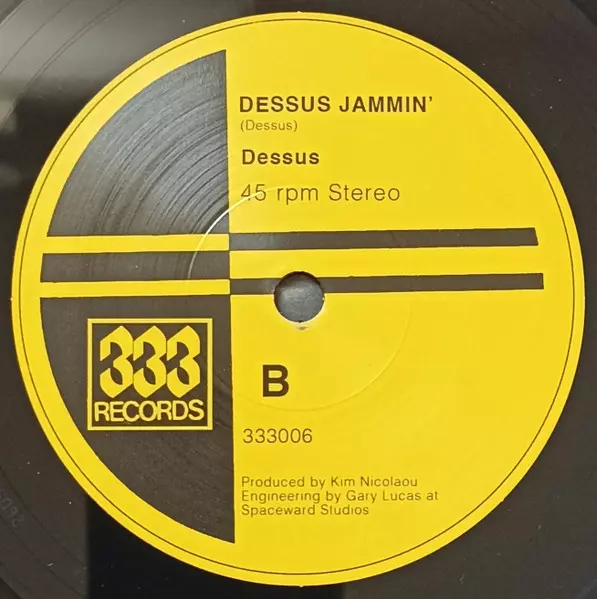 DESSUS JAMMIN'
(Dessus)
Dessus
45 rpm Stereo
333
RECORDS
B
333006
Produced by Kim Nicolaou
Engineering by Gary Lucas at
Spaceward Studios